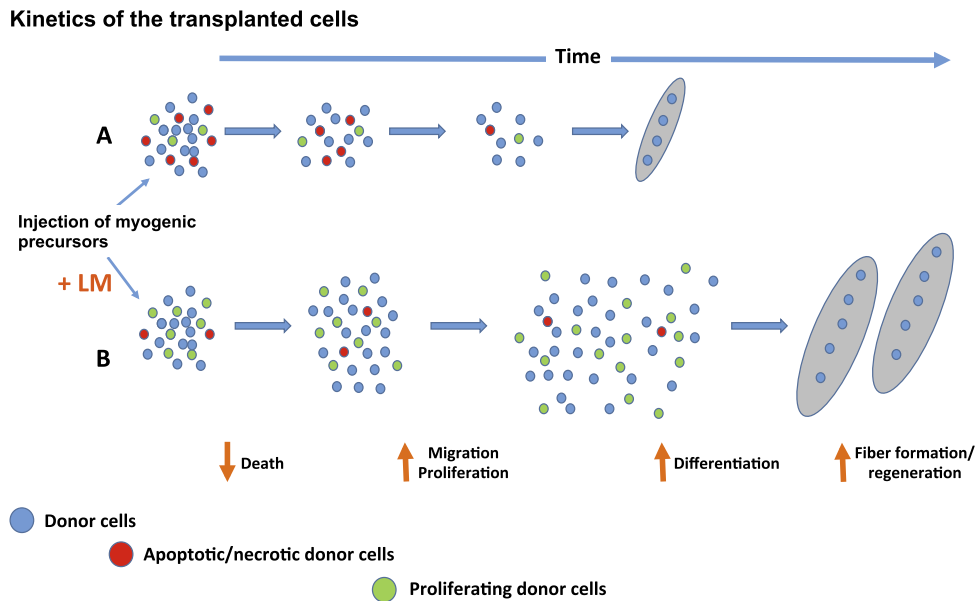 Kinetics of the transplanted cells
Time
A
Injection of myogenic
precursors
+ LM
B
Death
Migration
Proliferation
Differentiation
Fiber formation/
regeneration
Donor cells
Apoptotic/necrotic donor cells
Proliferating donor cells